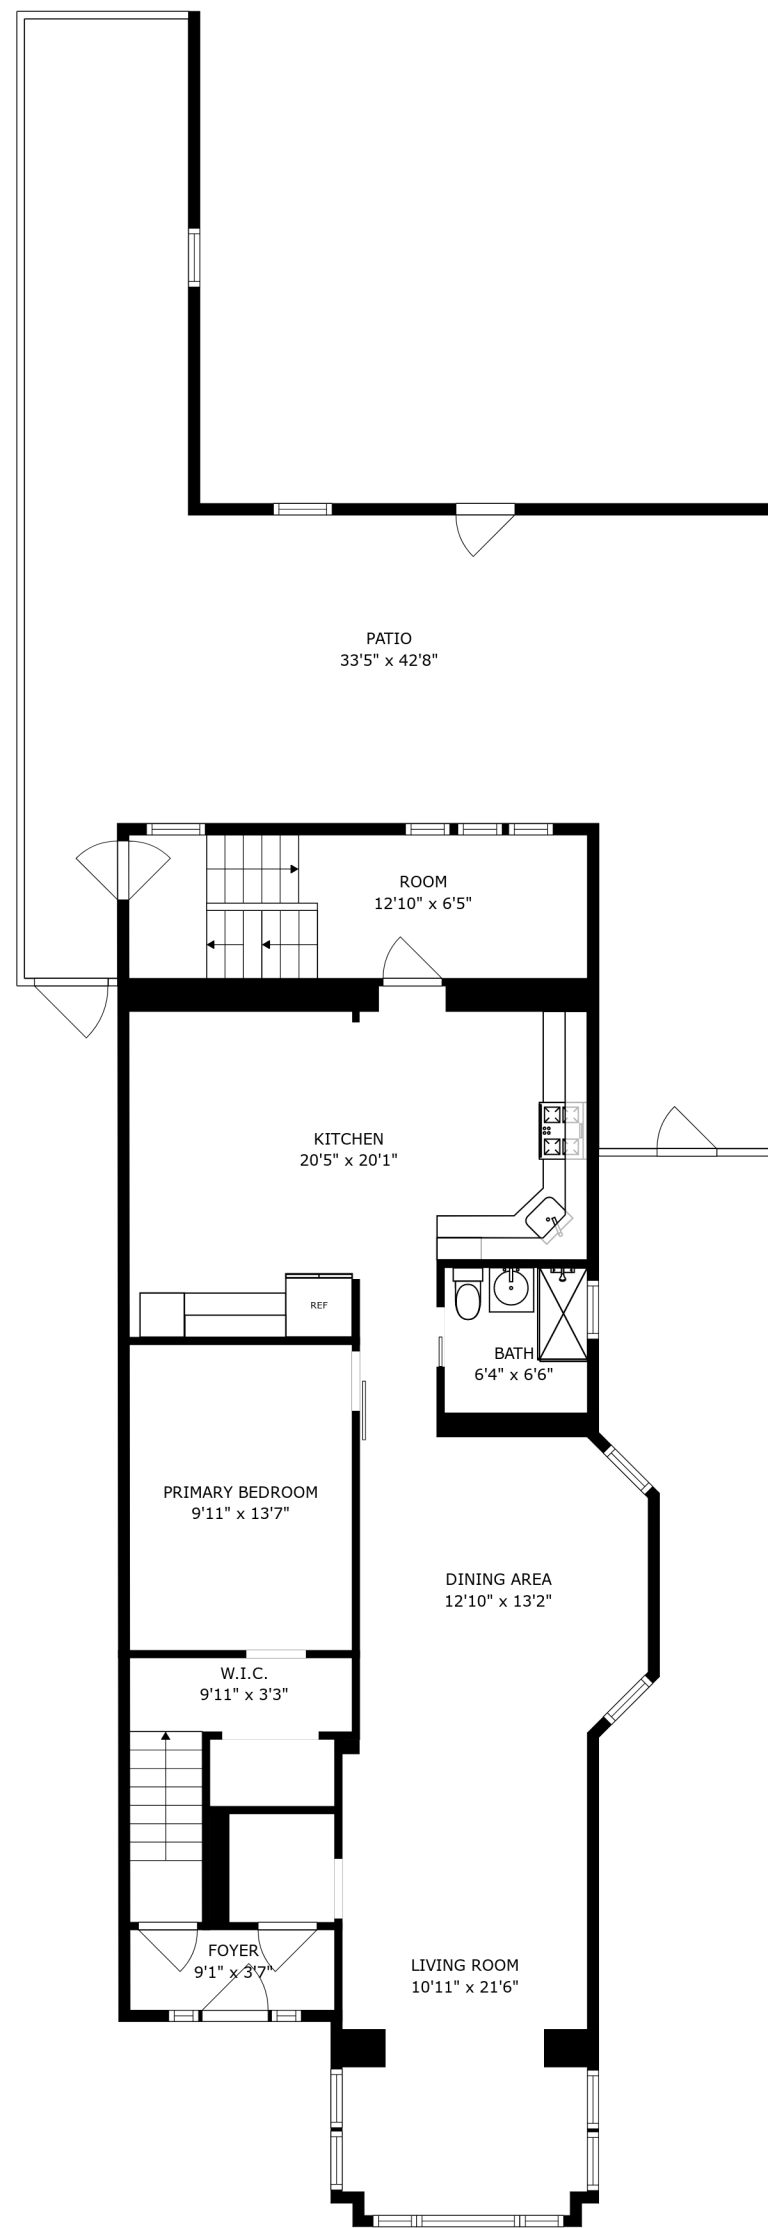 PATIO
33'5" x 42'8"
ROOM
12'10" x 6'5"
KITCHEN
20'5" x 20'1"
REF
BATH
6'4" x 6'6"
PRIMARY BEDROOM
9'11" x 13'7"
DINING AREA
12'10" x 13'2"
W.I.C.
9'11" x 3'3"
FOYER
9'1" x 3'7"
LIVING ROOM
10'11" x 21'6"